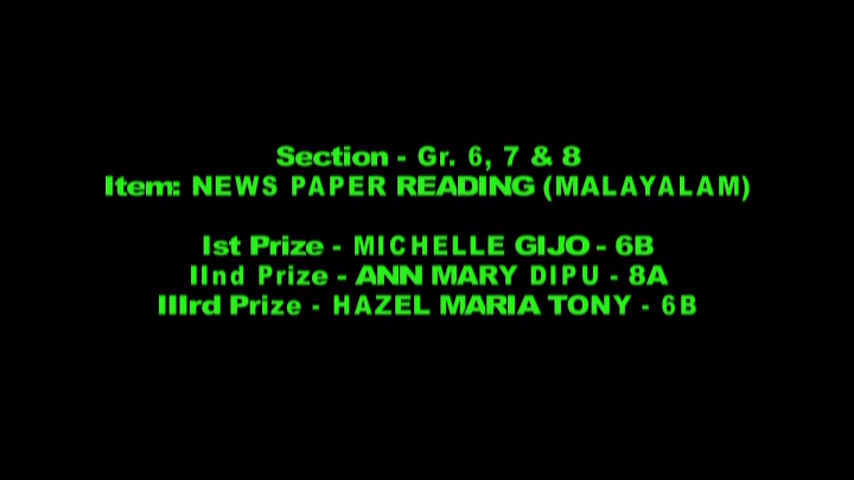 Section - Gr. 6, 7 & 8
Item: NEWS PAPER READING (MALAYALAM)
Ist Prize - MICHELLE GIJO - 6B
IInd Prize - ANN MARY DIPU - 8A
IIIrd Prize - HAZEL MARIA TONY - 6B